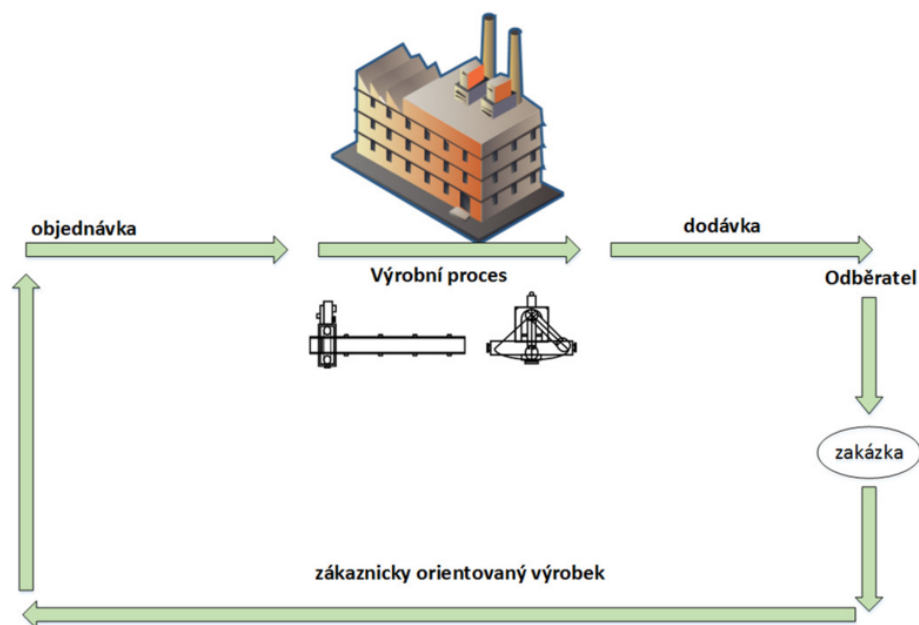 objednávka
dodávka
Výrobní proces
Odběratel
zakázka
zákaznicky orientovaný výrobek